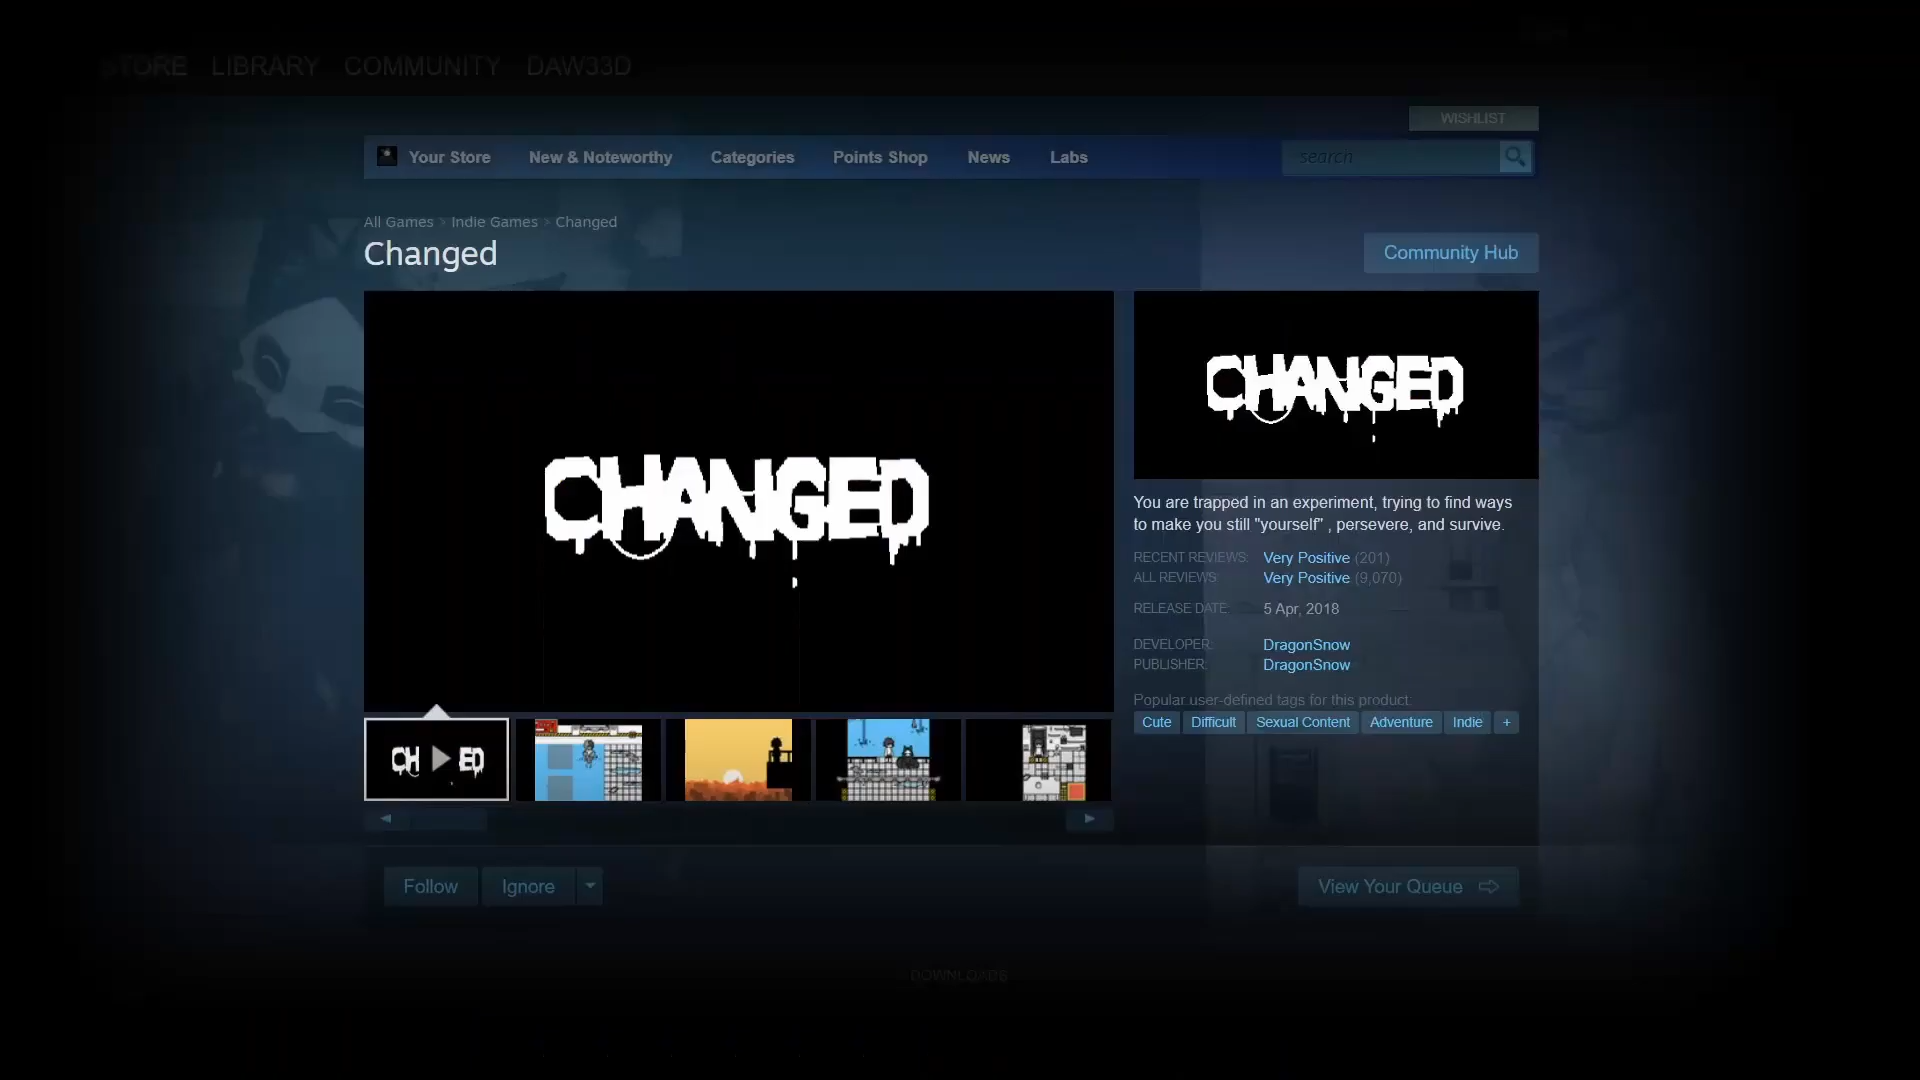 STORE LIBRARY COMMUNITY DAW33D
WISHLIST
Your Store New & Noteworthy Categories Points Shop News Labs search
All Games > Indie Games > Changed
Changed
Community Hub
CHANGED
CHANGED
You are trapped in an experiment, trying to find ways
to make you still "yourself" , persevere, and survive.
RECENT REVIEWS: Very Positive (201)
ALL REVIEWS: Very Positive (9,070)
RELEASE DATE: 5 Apr, 2018
DEVELOPER: DragonSnow
PUBLISHER: DragonSnow
Popular user-defined tags for this product:
Cute Difficult Sexual Content Adventure Indie +
CH ED
Follow Ignore View Your Queue
DOWNLOADS